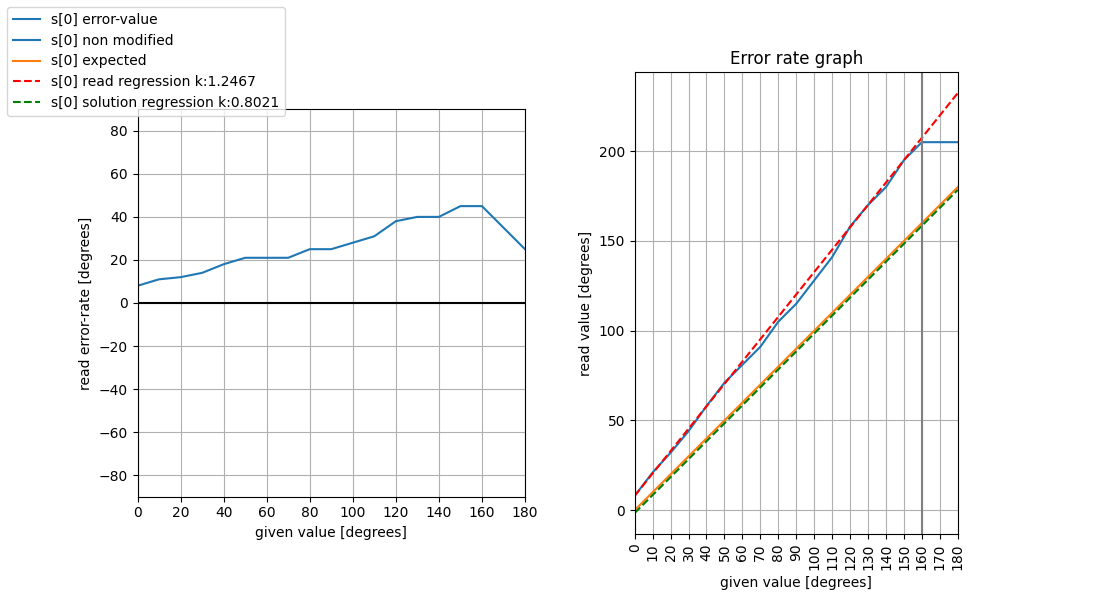 s[0] error-value
s[0] non modified
s[0] expected
s[0] read regression k:1.2467
s[0] solution regression k:0.8021
80
60
40
20
0
−20
−40
−60
−80
read error-rate [degrees]
0 20 40 60 80 100 120 140 160 180
given value [degrees]
Error rate graph
200
150
100
50
0
read value [degrees]
0 10 20 30 40 50 60 70 80 90 100 110 120 130 140 150 160 170 180
given value [degrees]